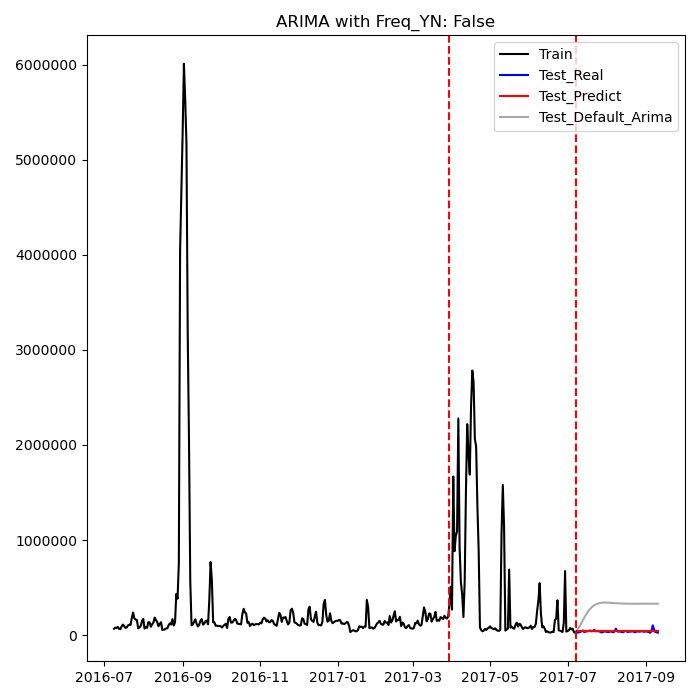 ARIMA with Freq_YN: False
Train
Test_Real
Test_Predict
Test_Default_Arima
6000000
5000000
4000000
3000000
2000000
1000000
0
2016-07 2016-09 2016-11 2017-01 2017-03 2017-05 2017-07 2017-09